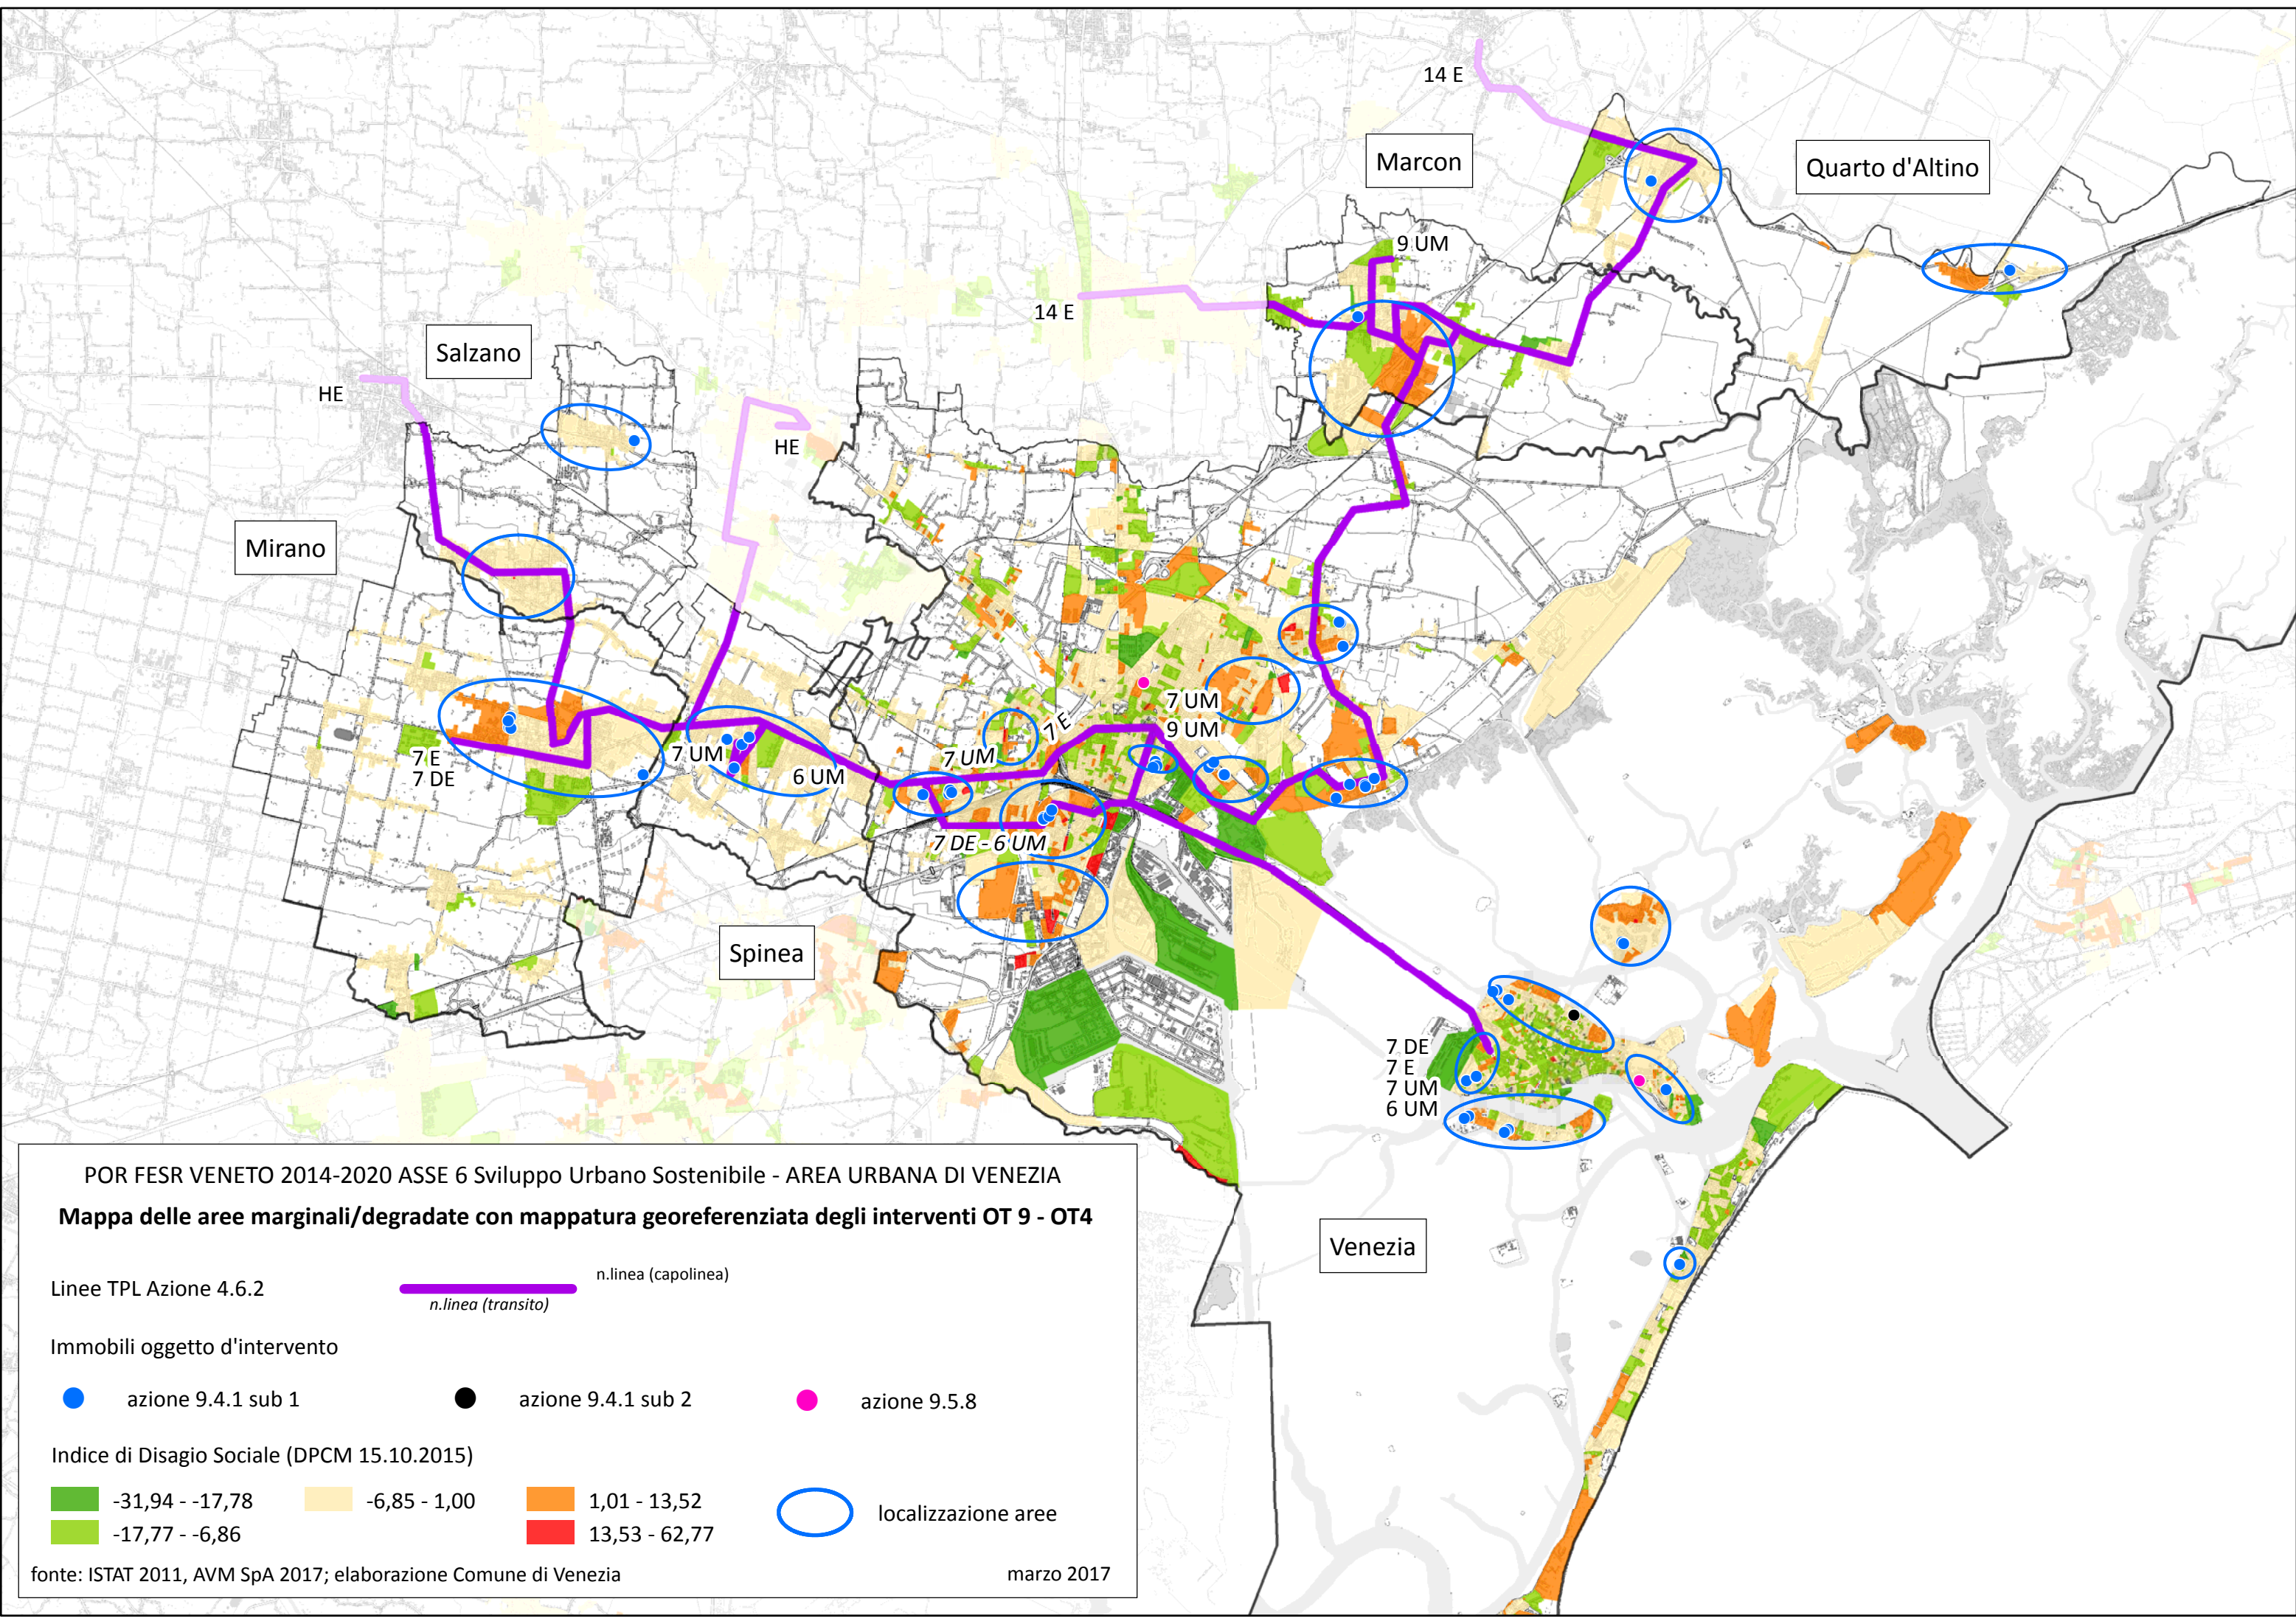 14 E
Marcon
Quarto d'Altino
9 UM
14 E
Salzano
HE
HE
Mirano
7 UM
9 UM
7 E
7 UM
7 UM
6 UM
7 E
7 DE
7 DE - 6 UM
Spinea
7 DE
7 E
7 UM
6 UM
Venezia
POR FESR VENETO 2014-2020 ASSE 6 Sviluppo Urbano Sostenibile - AREA URBANA DI VENEZIA
Mappa delle aree marginali/degradate con mappatura georeferenziata degli interventi OT 9 - OT4
Linee TPL Azione 4.6.2
n.linea (capolinea)
n.linea (transito)
Immobili oggetto d'intervento
azione 9.4.1 sub 1
azione 9.4.1 sub 2
azione 9.5.8
Indice di Disagio Sociale (DPCM 15.10.2015)
-31,94 - -17,78
-6,85 - 1,00
1,01 - 13,52
-17,77 - -6,86
13,53 - 62,77
localizzazione aree
fonte: ISTAT 2011, AVM SpA 2017; elaborazione Comune di Venezia
marzo 2017